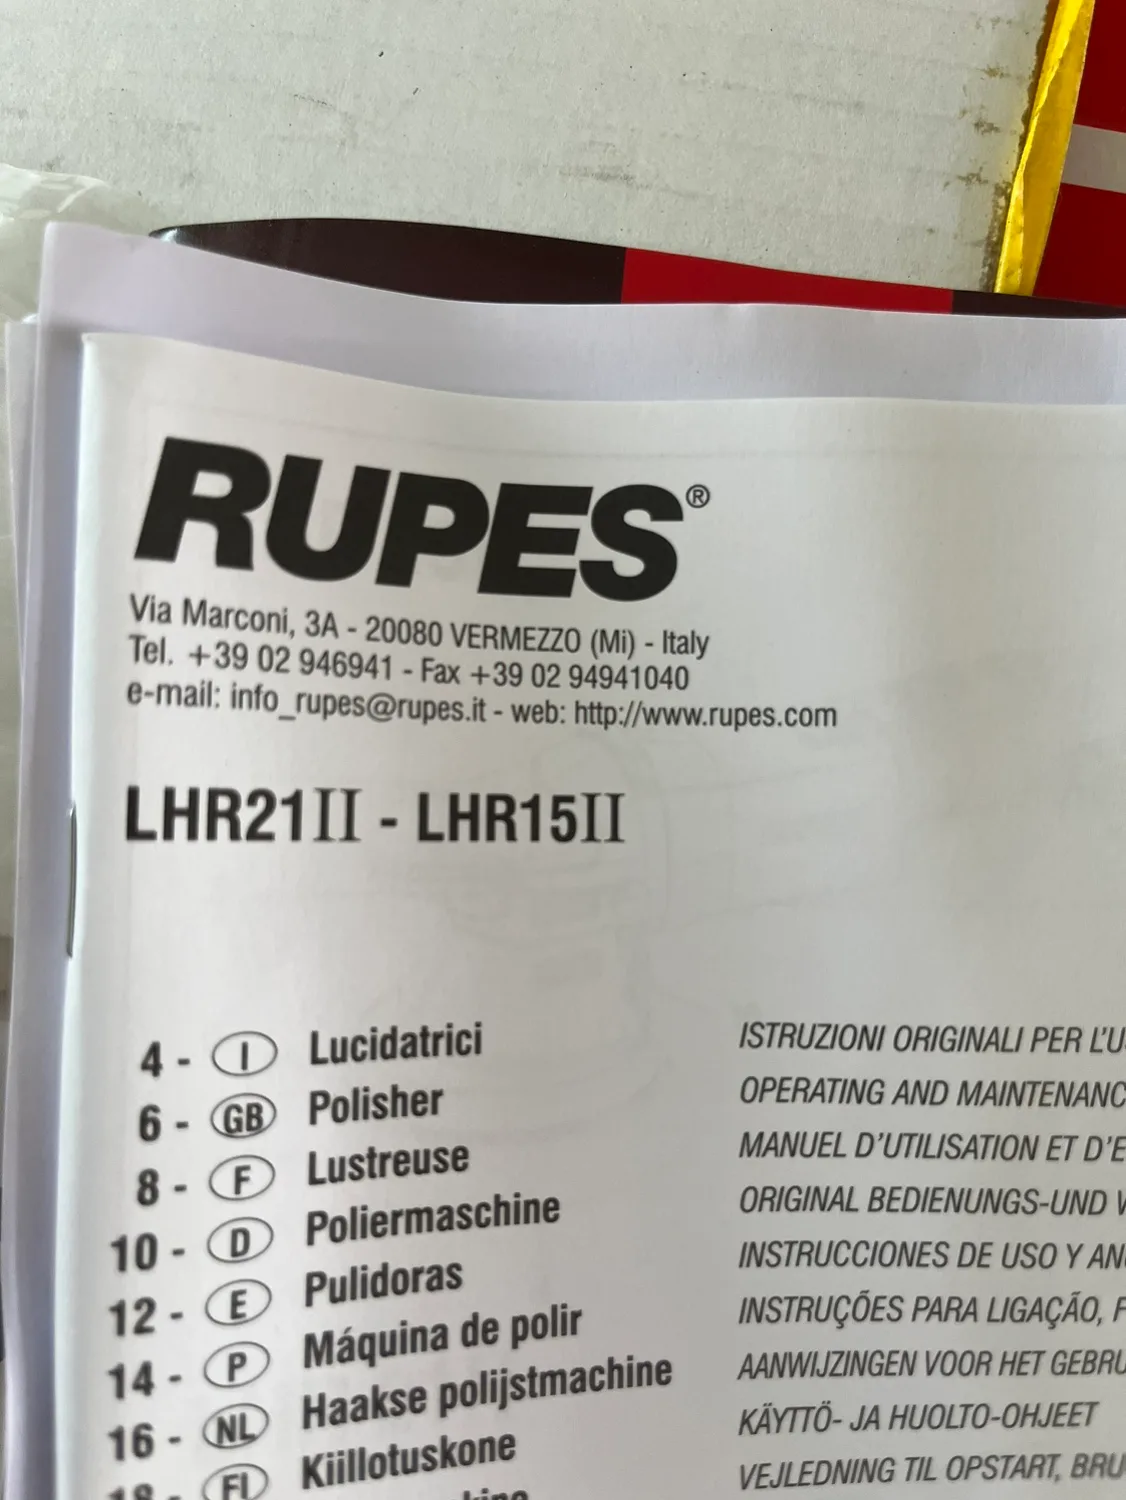 RUPES®
Via Marconi, 3A - 20080 VERMEZZO (Mi) - Italy
Tel. +39 02 946941 - Fax +39 02 94941040
e-mail: info_rupes@rupes.it - web: http://www.rupes.com
LHR21II - LHR15II
4 - I Lucidatrici ISTRUZIONI ORIGINALI PER L'U
6 - GB Polisher OPERATING AND MAINTENANC
8 - F Lustreuse MANUEL D'UTILISATION ET D'E
10 - D Poliermaschine ORIGINAL BEDIENUNGS-UND
12 - E Pulidoras INSTRUCCIONES DE USO Y AN
14 - P Máquina de polir INSTRUÇÕES PARA LIGAÇÃO, F
16 - NL Haakse polijstmachine AANWIJZINGEN VOOR HET GEBRU
18 - FI Kiillotuskone KÄYTTÖ- JA HUOLTO-OHJEET
VEJLEDNING TIL OPSTART, BRU